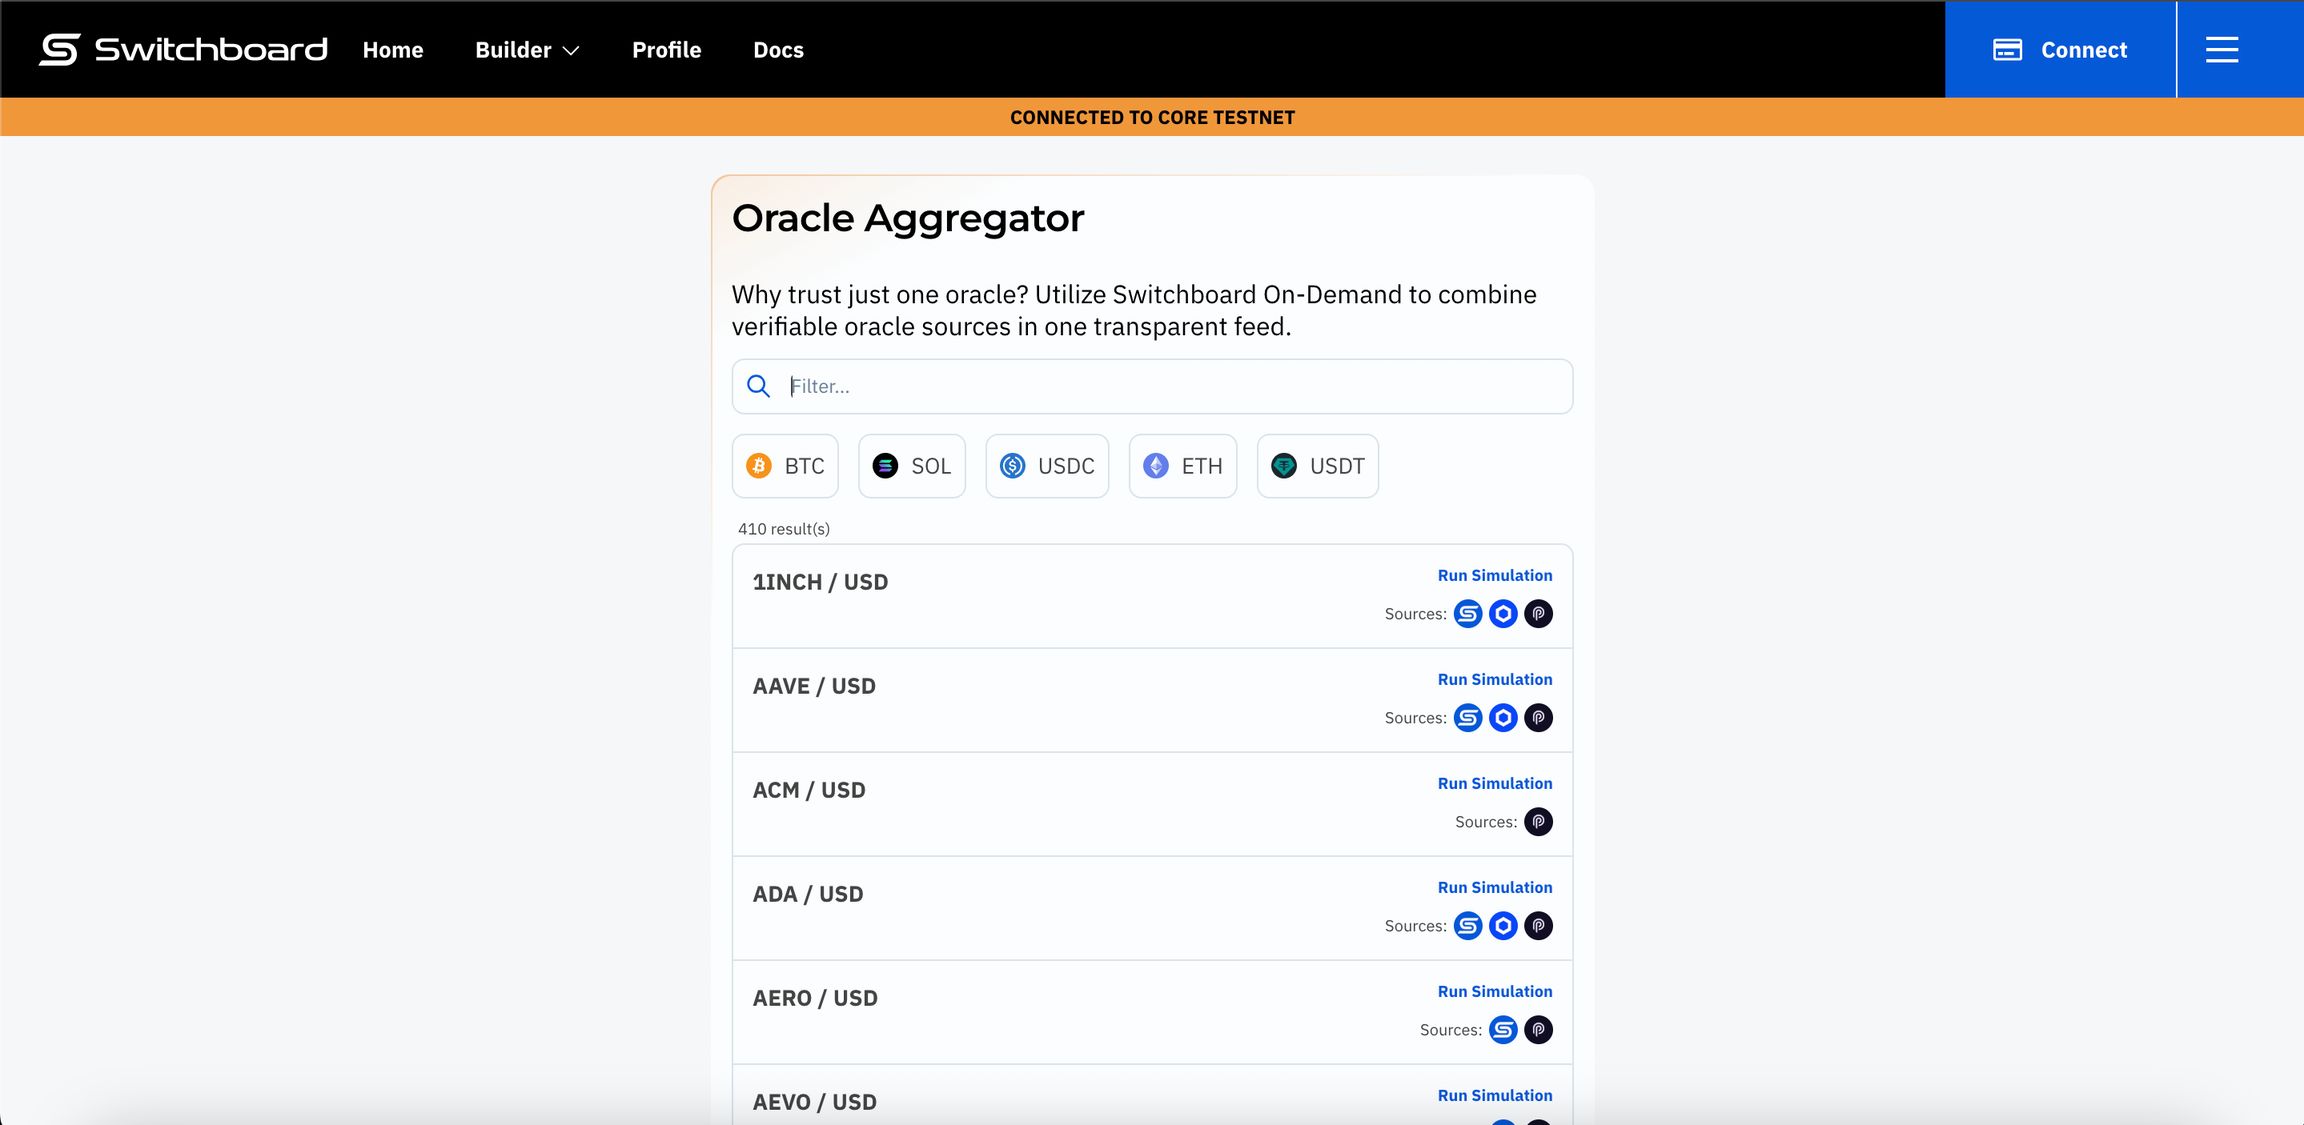 Switchboard
Home
Builder
Profile
Docs
Connect
CONNECTED TO CORE TESTNET
Oracle Aggregator
Why trust just one oracle? Utilize Switchboard On-Demand to combine
verifiable oracle sources in one transparent feed.
Filter...
BTC
SOL
USDC
ETH
USDT
410 result(s)
1INCH / USD
Run Simulation
Sources:
AAVE / USD
Run Simulation
Sources:
ACM / USD
Run Simulation
Sources:
ADA / USD
Run Simulation
Sources:
AERO / USD
Run Simulation
Sources:
AEVO / USD
Run Simulation